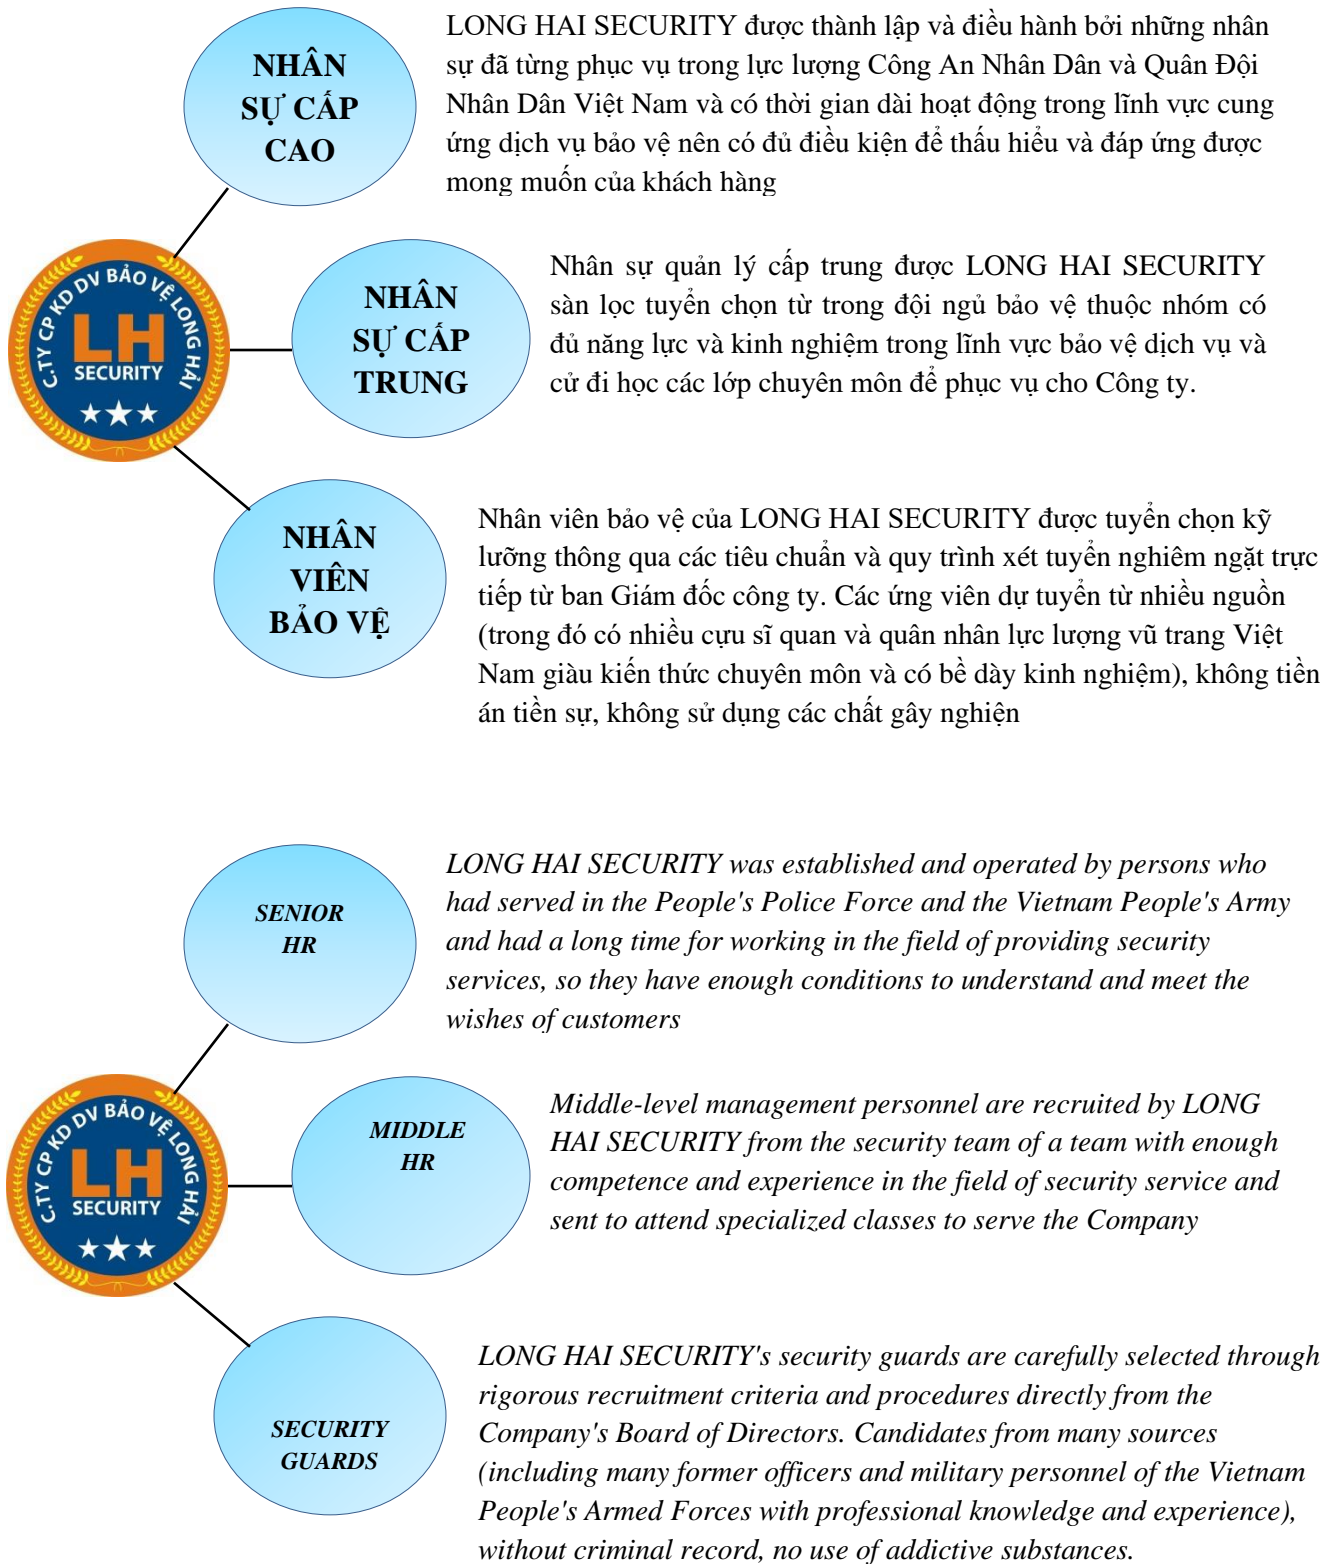 NHÂN
SỰ CẤP
CAO
LONG HAI SECURITY được thành lập và điều hành bởi những nhân
sự đã từng phục vụ trong lực lượng Công An Nhân Dân và Quân Đội
Nhân Dân Việt Nam và có thời gian dài hoạt động trong lĩnh vực cung
ứng dịch vụ bảo vệ nên có đủ điều kiện để thấu hiểu và đáp ứng được
mong muốn của khách hàng
C.TY CP KD DV BẢO VỆ LONG HẢI
LH
SECURITY
NHÂN
SỰ CẤP
TRUNG
Nhân sự quản lý cấp trung được LONG HAI SECURITY
sàn lọc tuyển chọn từ trong đội ngủ bảo vệ thuộc nhóm có
đủ năng lực và kinh nghiệm trong lĩnh vực bảo vệ dịch vụ và
cử đi học các lớp chuyên môn để phục vụ cho Công ty.
NHÂN
VIÊN
BẢO VỆ
Nhân viên bảo vệ của LONG HAI SECURITY được tuyển chọn kỹ
lưỡng thông qua các tiêu chuẩn và quy trình xét tuyển nghiêm ngặt trực
tiếp từ ban Giám đốc công ty. Các ứng viên dự tuyển từ nhiều nguồn
(trong đó có nhiều cựu sĩ quan và quân nhân lực lượng vũ trang Việt
Nam giàu kiến thức chuyên môn và có bề dày kinh nghiệm), không tiền
án tiền sự, không sử dụng các chất gây nghiện
SENIOR
HR
LONG HAI SECURITY was established and operated by persons who
had served in the People's Police Force and the Vietnam People's Army
and had a long time for working in the field of providing security
services, so they have enough conditions to understand and meet the
wishes of customers
C.TY CP KD DV BẢO VỆ LONG HẢI
LH
SECURITY
MIDDLE
HR
Middle-level management personnel are recruited by LONG
HAI SECURITY from the security team of a team with enough
competence and experience in the field of security service and
sent to attend specialized classes to serve the Company
SECURITY
GUARDS
LONG HAI SECURITY's security guards are carefully selected through
rigorous recruitment criteria and procedures directly from the
Company's Board of Directors. Candidates from many sources
(including many former officers and military personnel of the Vietnam
People's Armed Forces with professional knowledge and experience),
without criminal record, no use of addictive substances.